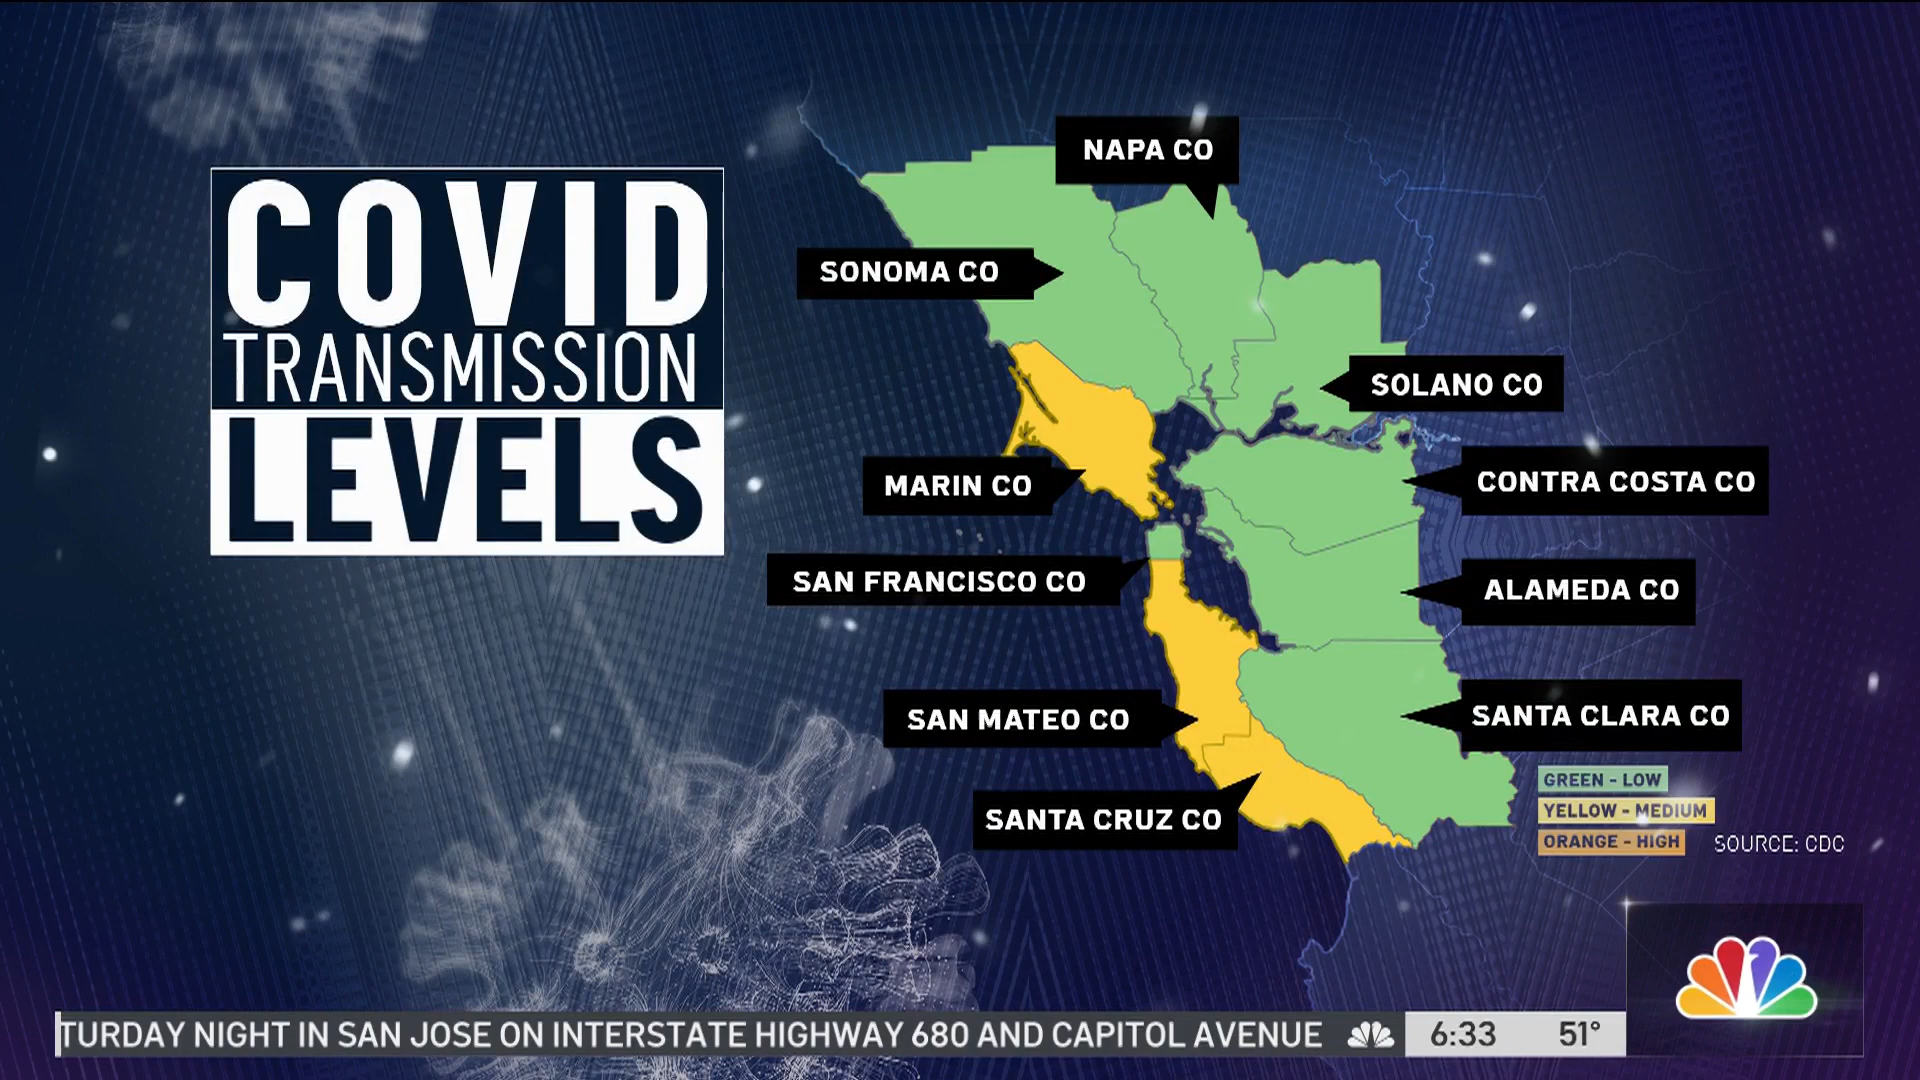 COVID
TRANSMISSION
LEVELS
NAPA CO
SONOMA CO
SOLANO CO
MARIN CO
CONTRA COSTA CO
SAN FRANCISCO CO
ALAMEDA CO
SAN MATEO CO
SANTA CLARA CO
SANTA CRUZ CO
GREEN - LOW
YELLOW - MEDIUM
ORANGE - HIGH
SOURCE: CDC
TURDAY NIGHT IN SAN JOSE ON INTERSTATE HIGHWAY 680 AND CAPITOL AVENUE
6:33 51°